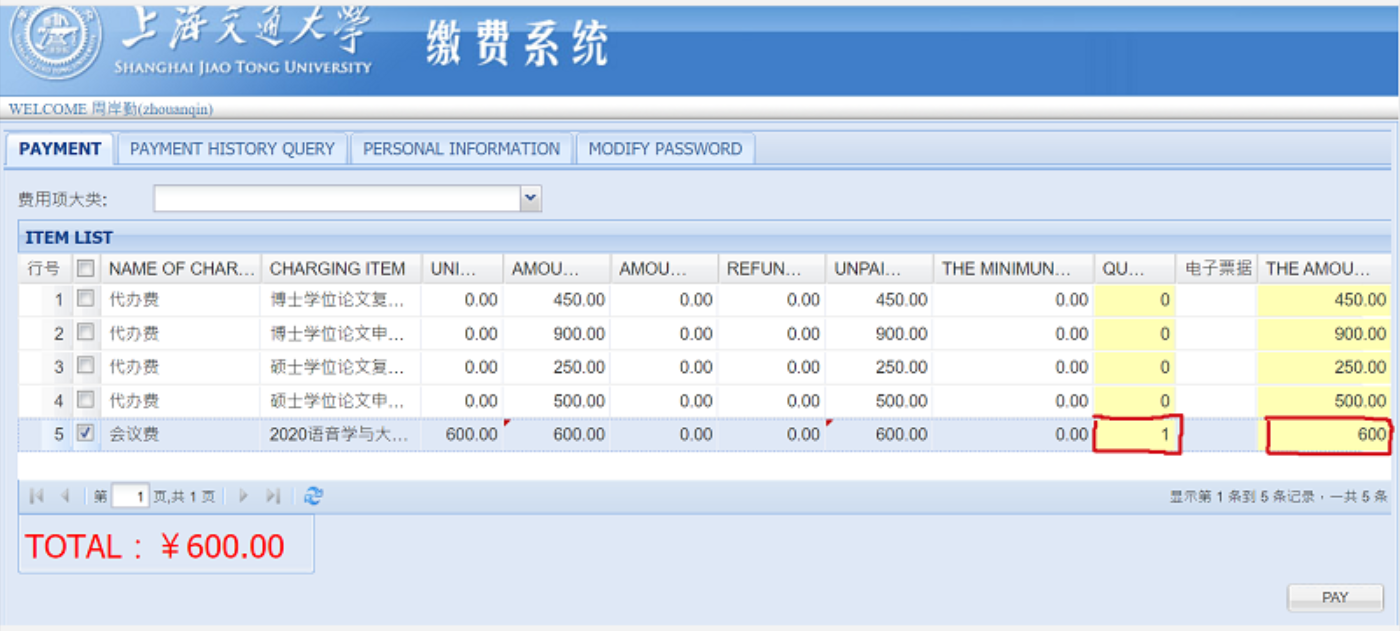 上海交通大學
SHANGHAI JIAO TONG UNIVERSITY
缴费系统
WELCOME 周岸勤(zhouanqin)
PAYMENT PAYMENT HISTORY QUERY PERSONAL INFORMATION MODIFY PASSWORD
费用项大类:
ITEM LIST
行号 NAME OF CHAR... CHARGING ITEM UNI... AMOU... AMOU... REFUN... UNPAI... THE MINIMUN... QU... 电子票据 THE AMOU...
1 代办费 博士学位论文复... 0.00 450.00 0.00 0.00 450.00 0.00 0 450.00
2 代办费 博士学位论文申... 0.00 900.00 0.00 0.00 900.00 0.00 0 900.00
3 代办费 硕士学位论文复... 0.00 250.00 0.00 0.00 250.00 0.00 0 250.00
4 代办费 硕士学位论文申... 0.00 500.00 0.00 0.00 500.00 0.00 0 500.00
5 会议费 2020语音学与大... 600.00 600.00 0.00 0.00 600.00 0.00 1 600
第 1 页,共 1 页 显示第 1 条到 5 条记录，一共 5 条
TOTAL：￥600.00
PAY